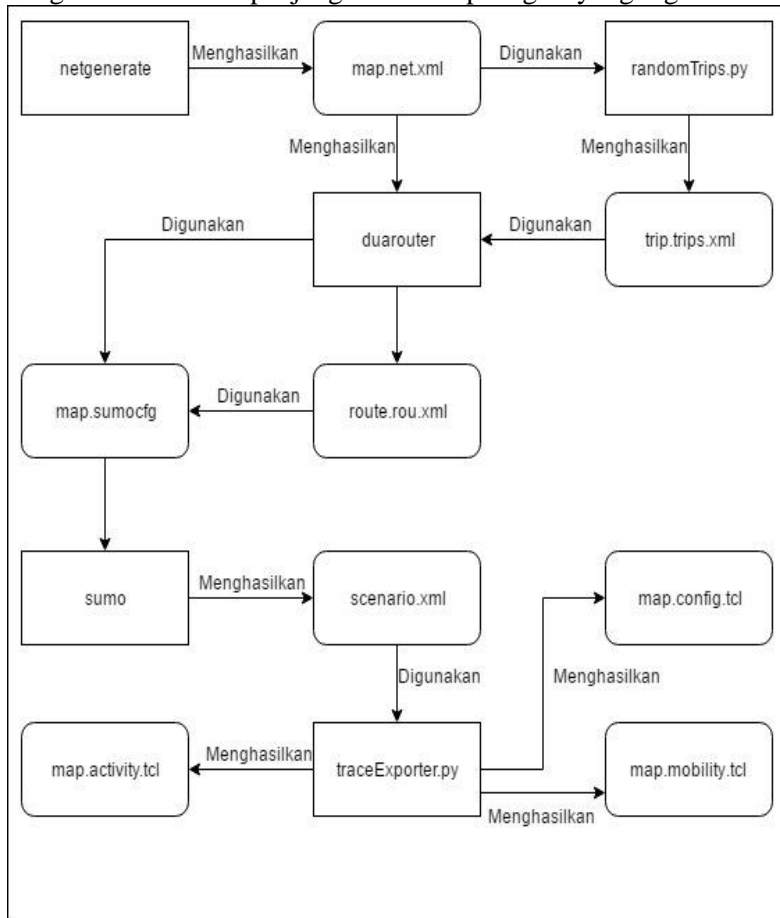 netgenerate
Menghasilkan
map.net.xml
Digunakan
randomTrips.py
Menghasilkan
Menghasilkan
Digunakan
duarouter
Digunakan
trip.trips.xml
map.sumocfg
Digunakan
route.rou.xml
sumo
Menghasilkan
scenario.xml
map.config.tcl
Digunakan
Menghasilkan
map.activity.tcl
Menghasilkan
traceExporter.py
Menghasilkan
map.mobility.tcl